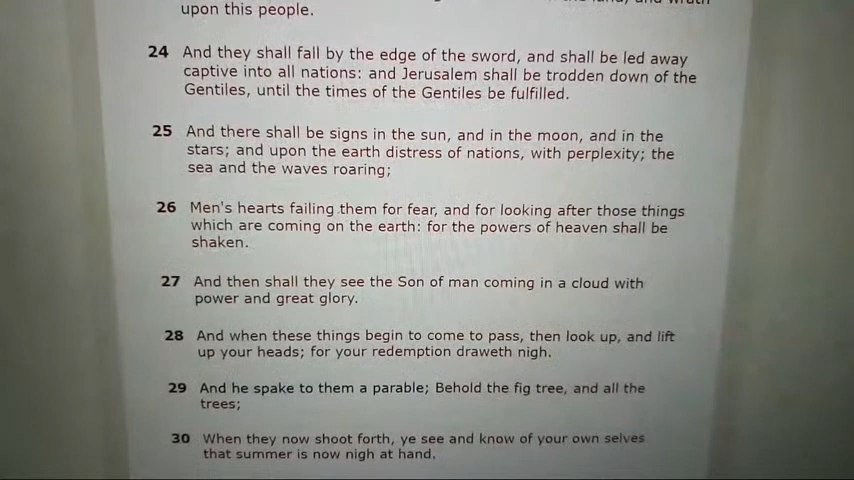 upon this people.
24 And they shall fall by the edge of the sword, and shall be led away
captive into all nations: and Jerusalem shall be trodden down of the
Gentiles, until the times of the Gentiles be fulfilled.
25 And there shall be signs in the sun, and in the moon, and in the
stars; and upon the earth distress of nations, with perplexity; the
sea and the waves roaring;
26 Men's hearts failing them for fear, and for looking after those things
which are coming on the earth: for the powers of heaven shall be
shaken.
27 And then shall they see the Son of man coming in a cloud with
power and great glory.
28 And when these things begin to come to pass, then look up, and lift
up your heads; for your redemption draweth nigh.
29 And he spake to them a parable; Behold the fig tree, and all the
trees;
30 When they now shoot forth, ye see and know of your own selves
that summer is now nigh at hand.